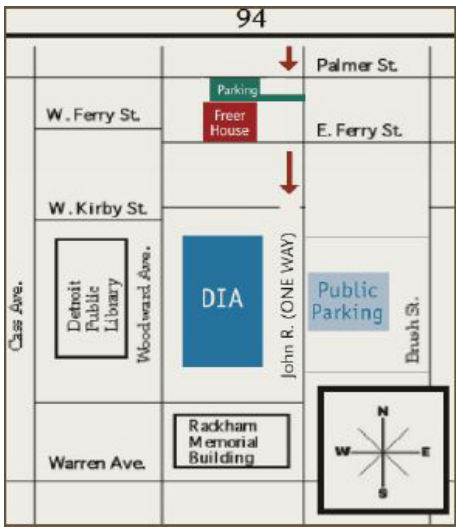 94
Palmer St.
Parking
W. Ferry St.
Freer
House
E. Ferry St.
W. Kirby St.
Cass Ave.
Detroit
Public
Library
Woodward Ave.
DIA
John R. (ONE WAY)
Public
Parking
Brush St.
Rackham
Memorial
Building
Warren Ave.
N
W
E
S